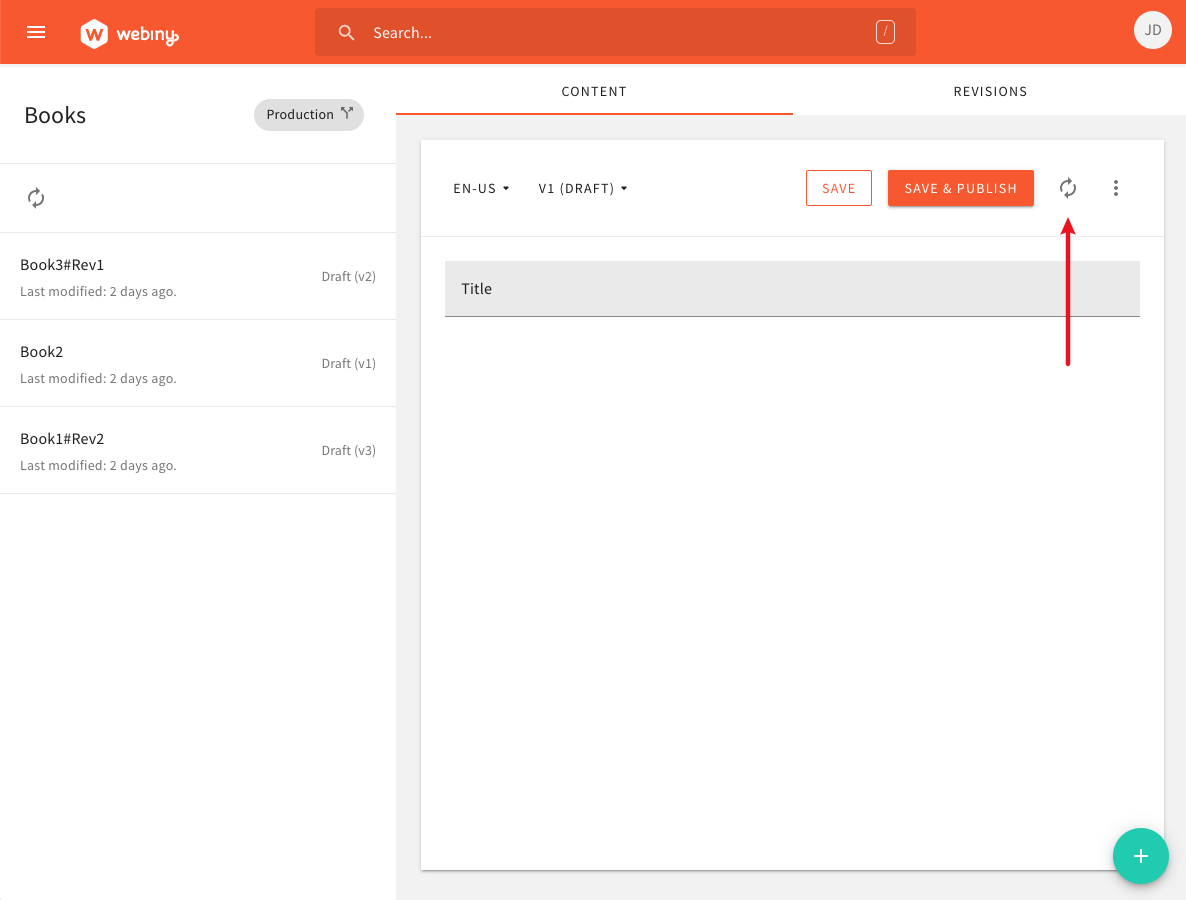 webiny
Search...
/
JD
Books
Production
CONTENT
REVISIONS
EN-US
V1 (DRAFT)
SAVE
SAVE & PUBLISH
Book3#Rev1
Last modified: 2 days ago.
Draft (v2)
Book2
Last modified: 2 days ago.
Draft (v1)
Book1#Rev2
Last modified: 2 days ago.
Draft (v3)
Title